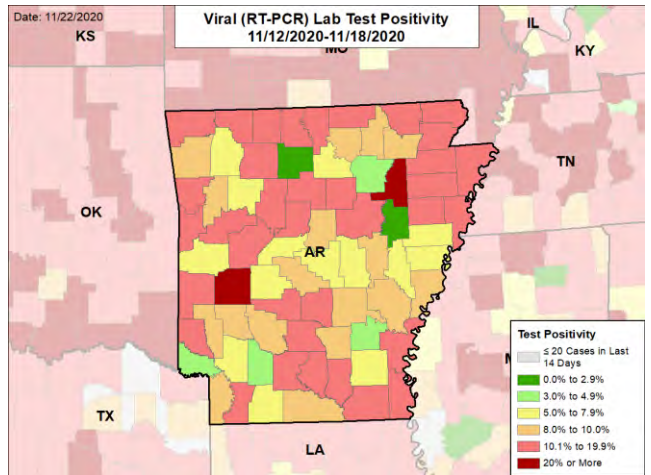 Date: 11/22/2020
Viral (RT-PCR) Lab Test Positivity
11/12/2020-11/18/2020
KS
MO
IL
KY
TN
OK
AR
TX
LA
Test Positivity
≤ 20 Cases in Last
14 Days
0.0% to 2.9%
3.0% to 4.9%
5.0% to 7.9%
8.0% to 10.0%
10.1% to 19.9%
20% or More